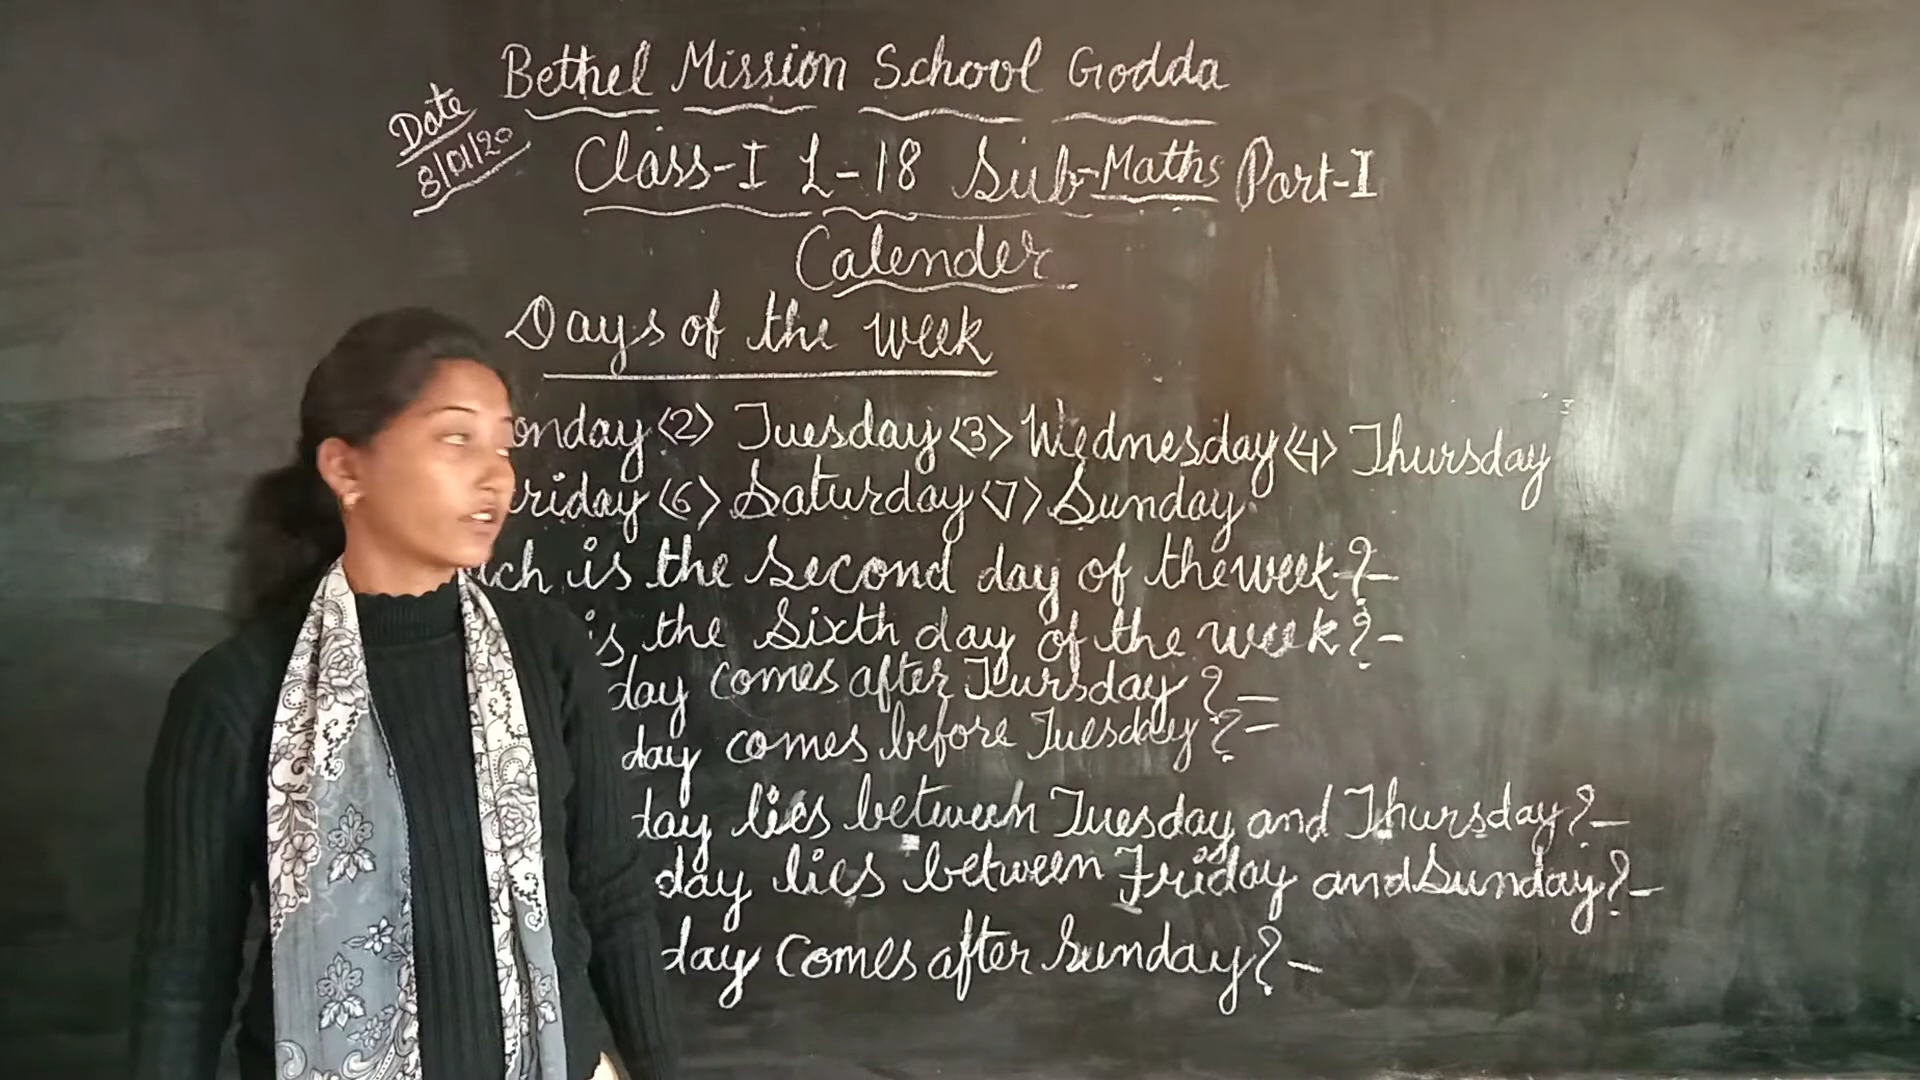 Bethel Mission School Godda
Date
8/01/20
Class-I L-18 Sub-Maths Part-I
Calender
Days of the week
onday <2> Tuesday <3> Wednesday <4> Thursday
riday <6> Saturday <7> Sunday
ich is the second day of the week?-
is the Sixth day of the week?-
day comes after Tursday?-
day comes before Tuesday?-
day lies between Tuesday and Thursday?-
day lies between Friday and Sunday?-
day comes after Sunday?-